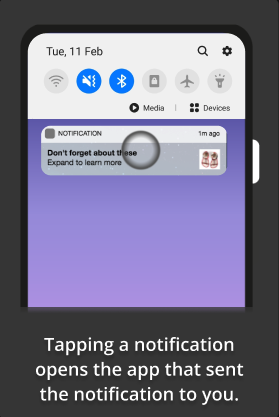 Tue, 11 Feb
Media | Devices
NOTIFICATION 1m ago
Don't forget about these
Expand to learn more
Tapping a notification
opens the app that sent
the notification to you.